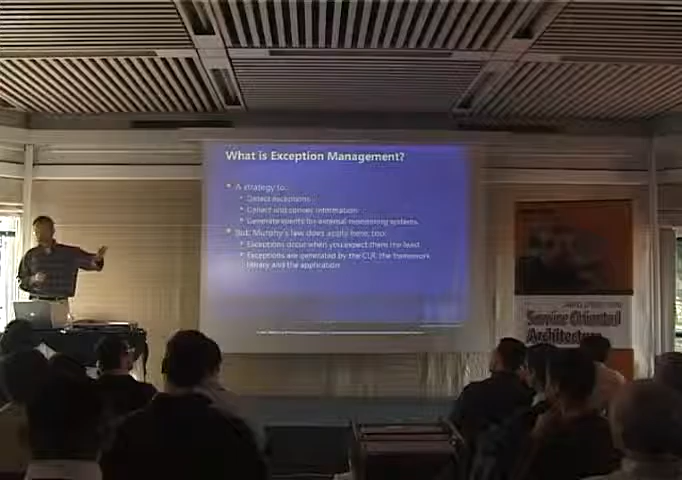 What is Exception Management?
• A strategy to...
• Detect exceptions
• Collect and convey information
• Generate events for external monitoring systems
• But: Murphy's law does apply here, too
• Exceptions occur when you expect them the least
• Exceptions are generated by the CLR, the framework
library and the application
Service Oriented
Architecture